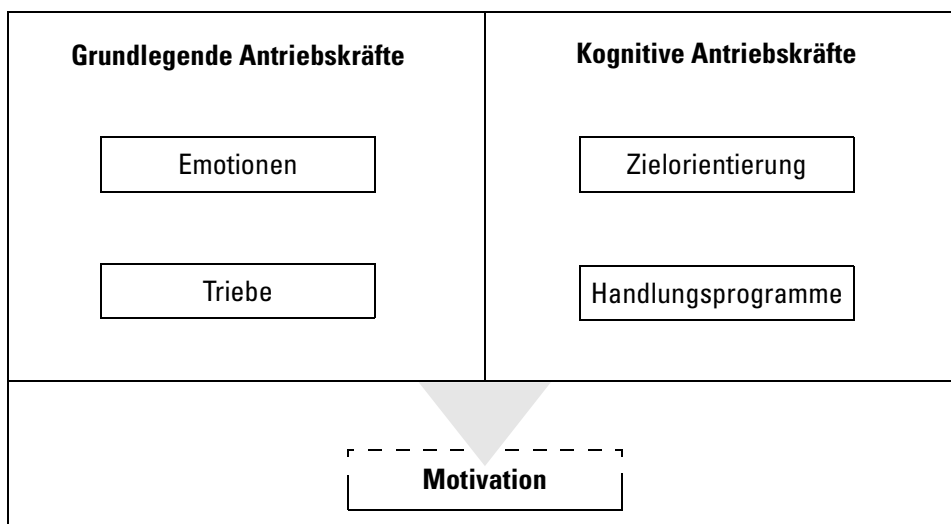 Grundlegende Antriebskräfte
Emotionen
Triebe
Kognitive Antriebskräfte
Zielorientierung
Handlungsprogramme
Motivation